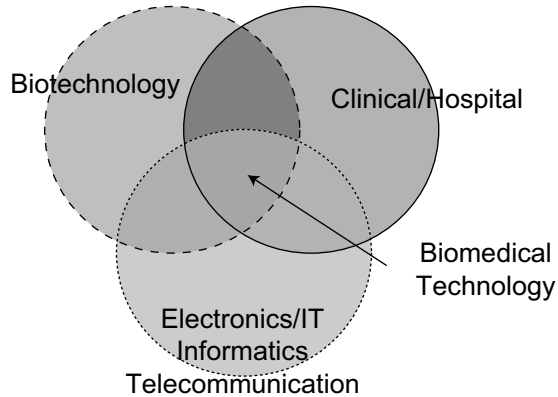 Biotechnology
Clinical/Hospital
Biomedical
Technology
Electronics/IT
Informatics
Telecommunication